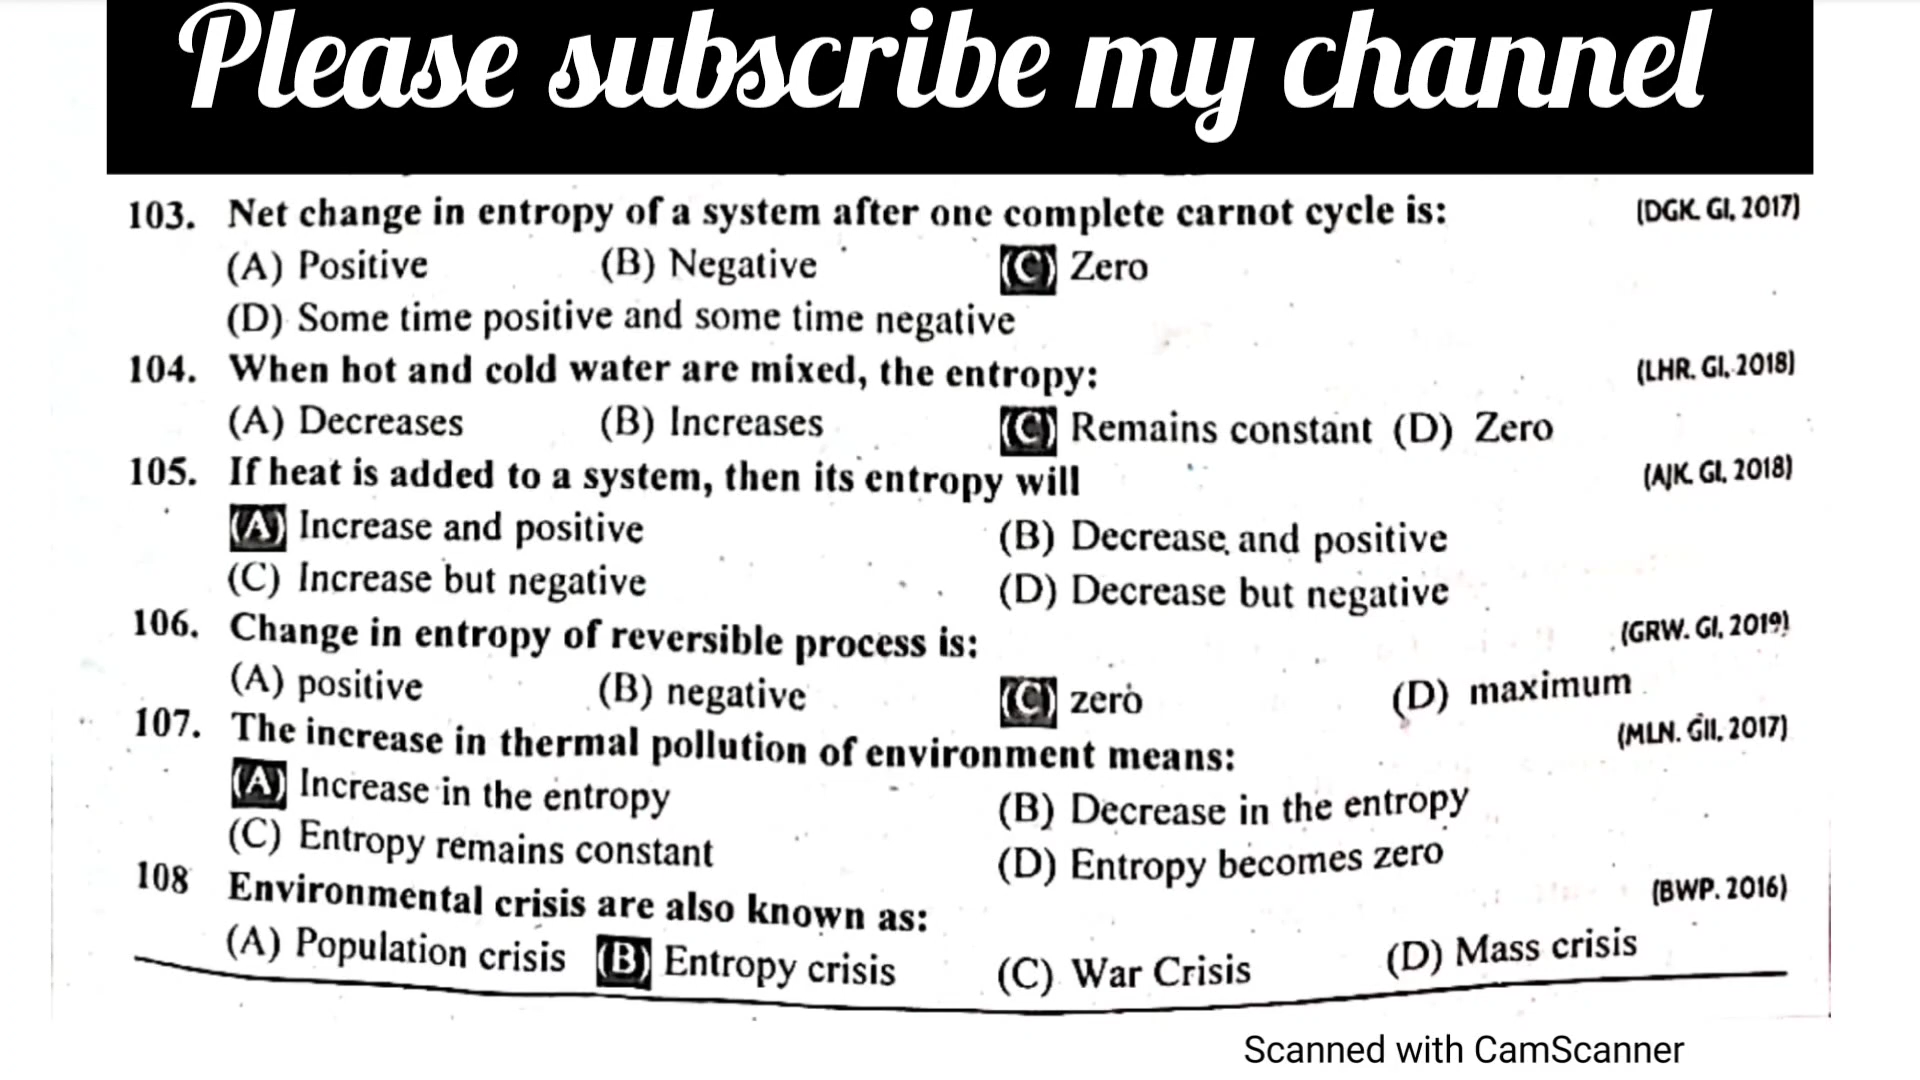 Please subscribe my channel
103. Net change in entropy of a system after one complete carnot cycle is: (DGK. GI, 2017)
(A) Positive (B) Negative (C) Zero
(D) Some time positive and some time negative
104. When hot and cold water are mixed, the entropy: (LHR. GI, 2018)
(A) Decreases (B) Increases (C) Remains constant (D) Zero
105. If heat is added to a system, then its entropy will (AJK. GI, 2018)
(A) Increase and positive (B) Decrease and positive
(C) Increase but negative (D) Decrease but negative
106. Change in entropy of reversible process is: (GRW. GI, 2019)
(A) positive (B) negative (C) zero (D) maximum
107. The increase in thermal pollution of environment means: (MLN. GII, 2017)
(A) Increase in the entropy (B) Decrease in the entropy
(C) Entropy remains constant (D) Entropy becomes zero
108 Environmental crisis are also known as: (BWP. 2016)
(A) Population crisis (B) Entropy crisis (C) War Crisis (D) Mass crisis
Scanned with CamScanner